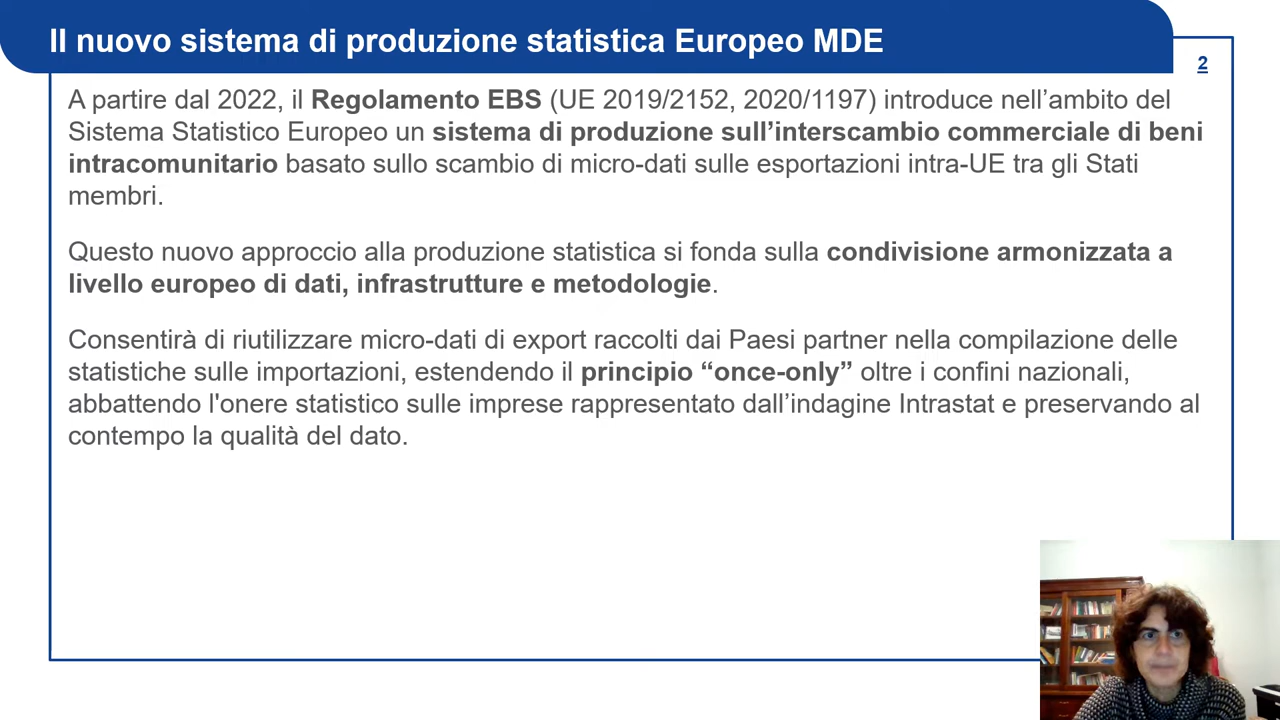 Il nuovo sistema di produzione statistica Europeo MDE
2
A partire dal 2022, il Regolamento EBS (UE 2019/2152, 2020/1197) introduce nell’ambito del
Sistema Statistico Europeo un sistema di produzione sull’interscambio commerciale di beni
intracomunitario basato sullo scambio di micro-dati sulle esportazioni intra-UE tra gli Stati
membri.
Questo nuovo approccio alla produzione statistica si fonda sulla condivisione armonizzata a
livello europeo di dati, infrastrutture e metodologie.
Consentirà di riutilizzare micro-dati di export raccolti dai Paesi partner nella compilazione delle
statistiche sulle importazioni, estendendo il principio “once-only” oltre i confini nazionali,
abbattendo l'onere statistico sulle imprese rappresentato dall’indagine Intrastat e preservando al
contempo la qualità del dato.